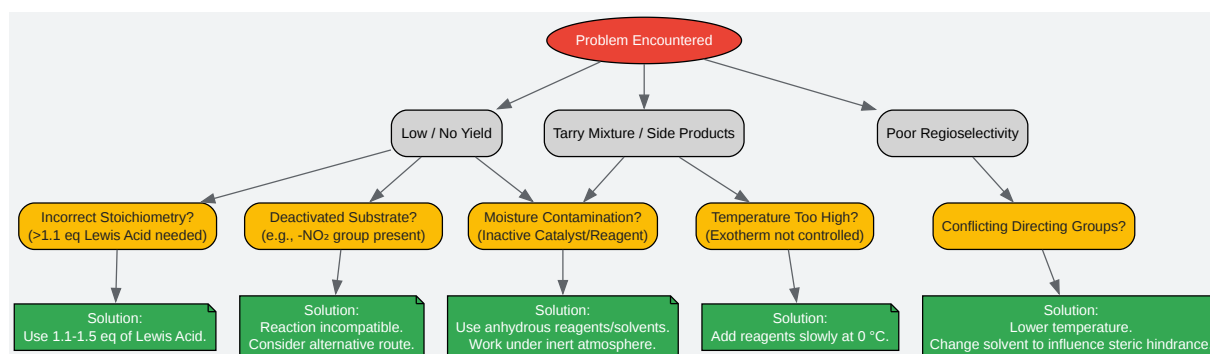 Problem Encountered
Low / No Yield
Tarry Mixture / Side Products
Poor Regioselectivity
Incorrect Stoichiometry?
(>1.1 eq Lewis Acid needed)
Deactivated Substrate?
(e.g., -NO₂ group present)
Moisture Contamination?
(Inactive Catalyst/Reagent)
Temperature Too High?
(Exotherm not controlled)
Conflicting Directing Groups?
Solution:
Use 1.1-1.5 eq of Lewis Acid.
Solution:
Reaction incompatible.
Consider alternative route.
Solution:
Use anhydrous reagents/solvents.
Work under inert atmosphere.
Solution:
Add reagents slowly at 0 °C.
Solution:
Lower temperature.
Change solvent to influence steric hindrance